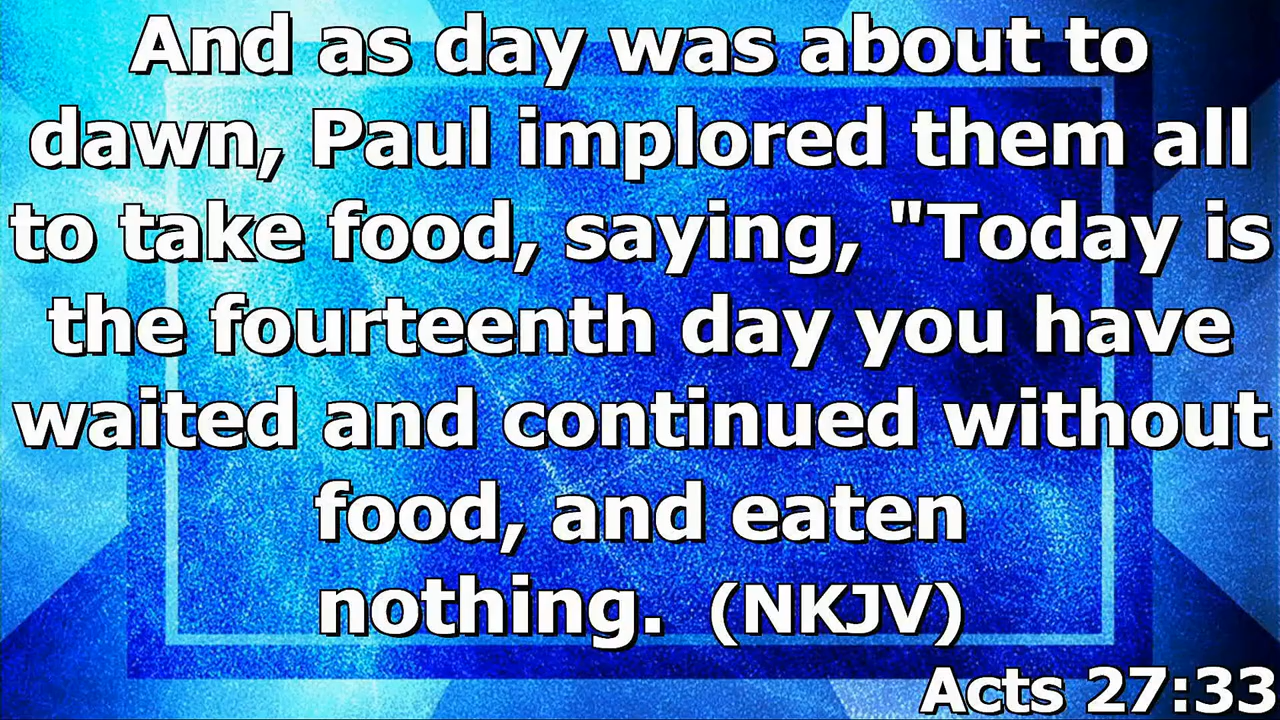 And as day was about to
dawn, Paul implored them all
to take food, saying, "Today is
the fourteenth day you have
waited and continued without
food, and eaten
nothing. (NKJV)
Acts 27:33